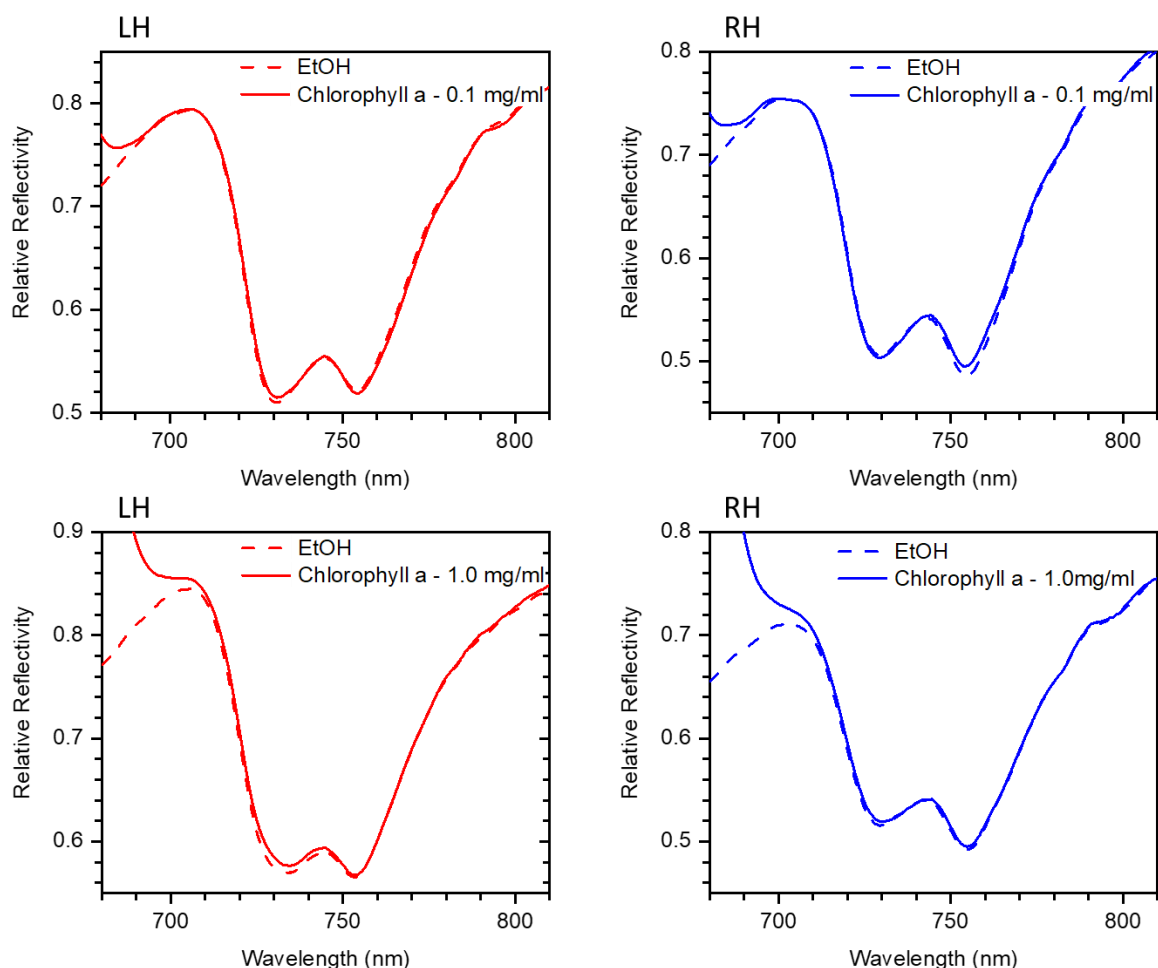 LH
EtOH
Chlorophyll a - 0.1 mg/ml
0.8
0.7
0.6
0.5
700
750
800
Relative Reflectivity
Wavelength (nm)
RH
EtOH
Chlorophyll a - 0.1 mg/ml
0.8
0.7
0.6
0.5
700
750
800
Relative Reflectivity
Wavelength (nm)
LH
EtOH
Chlorophyll a - 1.0 mg/ml
0.9
0.8
0.7
0.6
700
750
800
Relative Reflectivity
Wavelength (nm)
RH
EtOH
Chlorophyll a - 1.0mg/ml
0.8
0.7
0.6
0.5
700
750
800
Relative Reflectivity
Wavelength (nm)